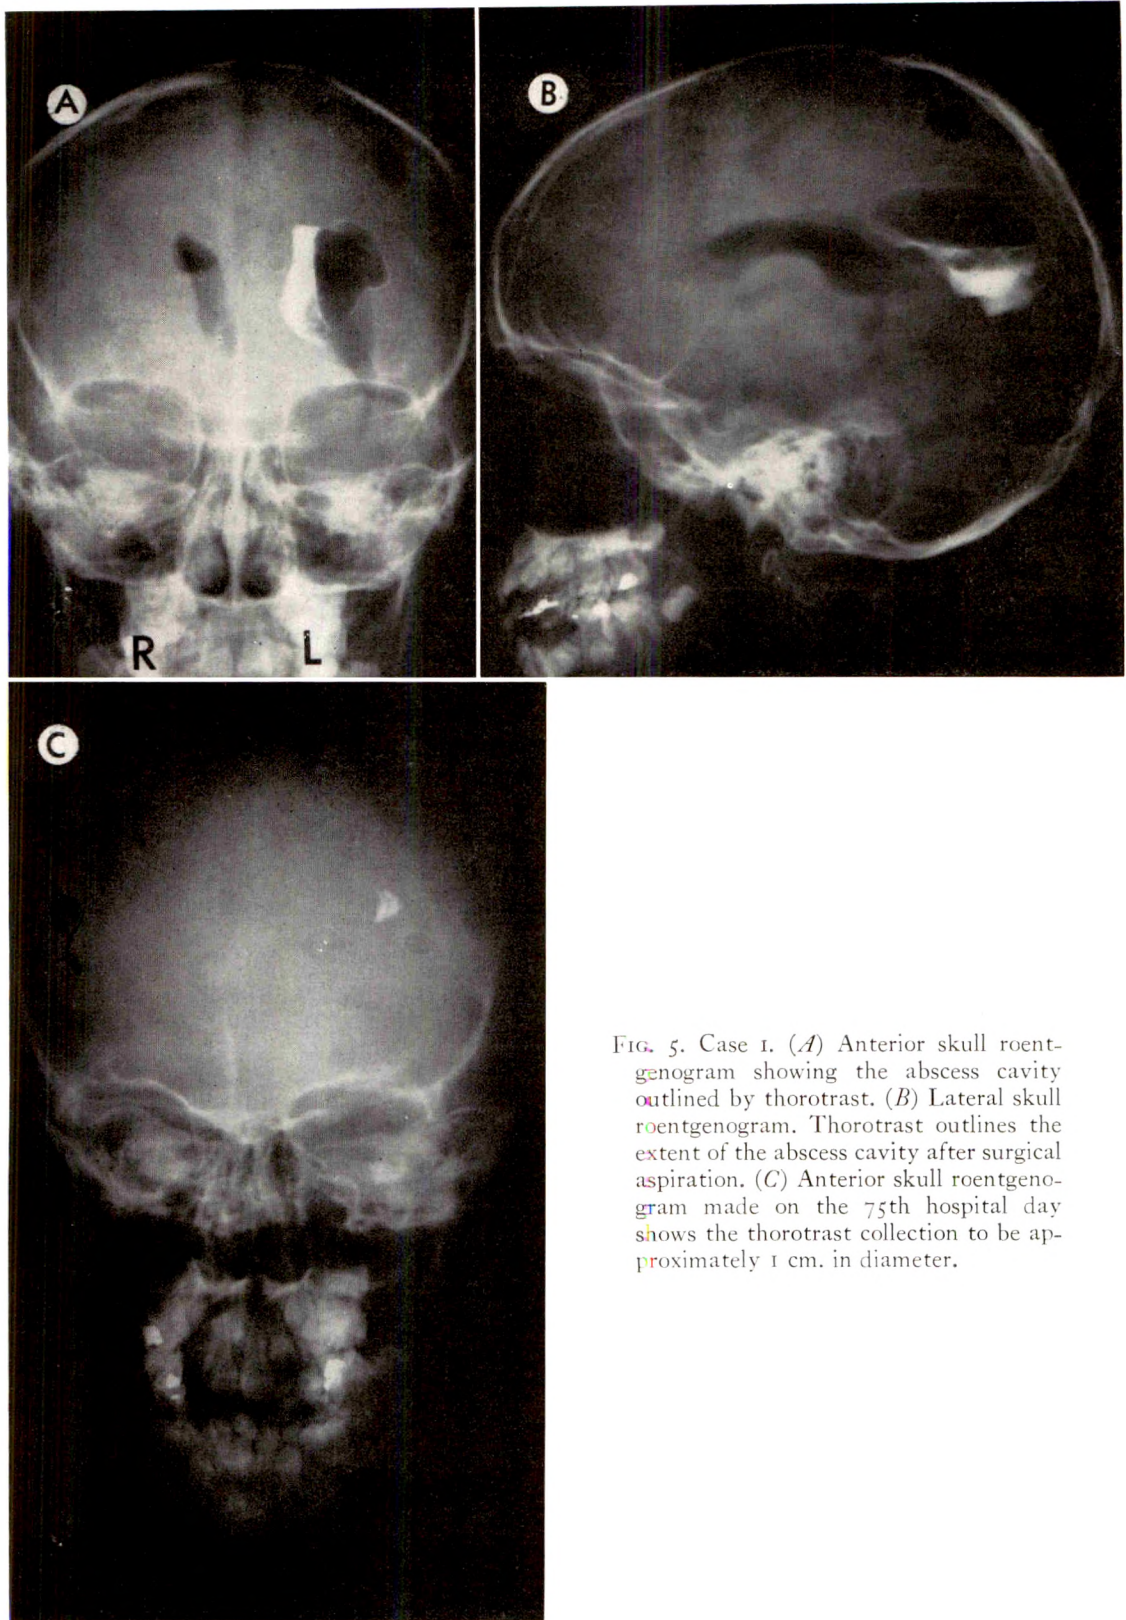 A
B
R
L
C
FIG. 5. Case 1. (A) Anterior skull roent-
genogram showing the abscess cavity
outlined by thorotrast. (B) Lateral skull
roentgenogram. Thorotrast outlines the
extent of the abscess cavity after surgical
aspiration. (C) Anterior skull roentgeno-
gram made on the 75th hospital day
shows the thorotrast collection to be ap-
proximately 1 cm. in diameter.